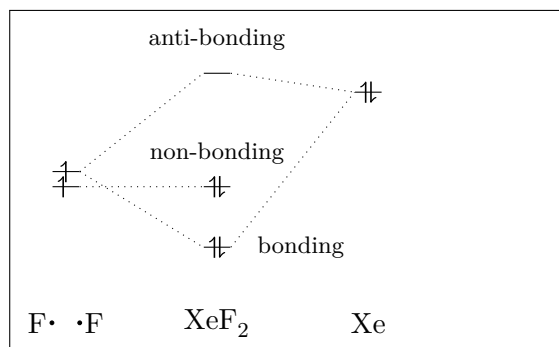 anti-bonding
non-bonding
bonding
F· ·F XeF₂ Xe